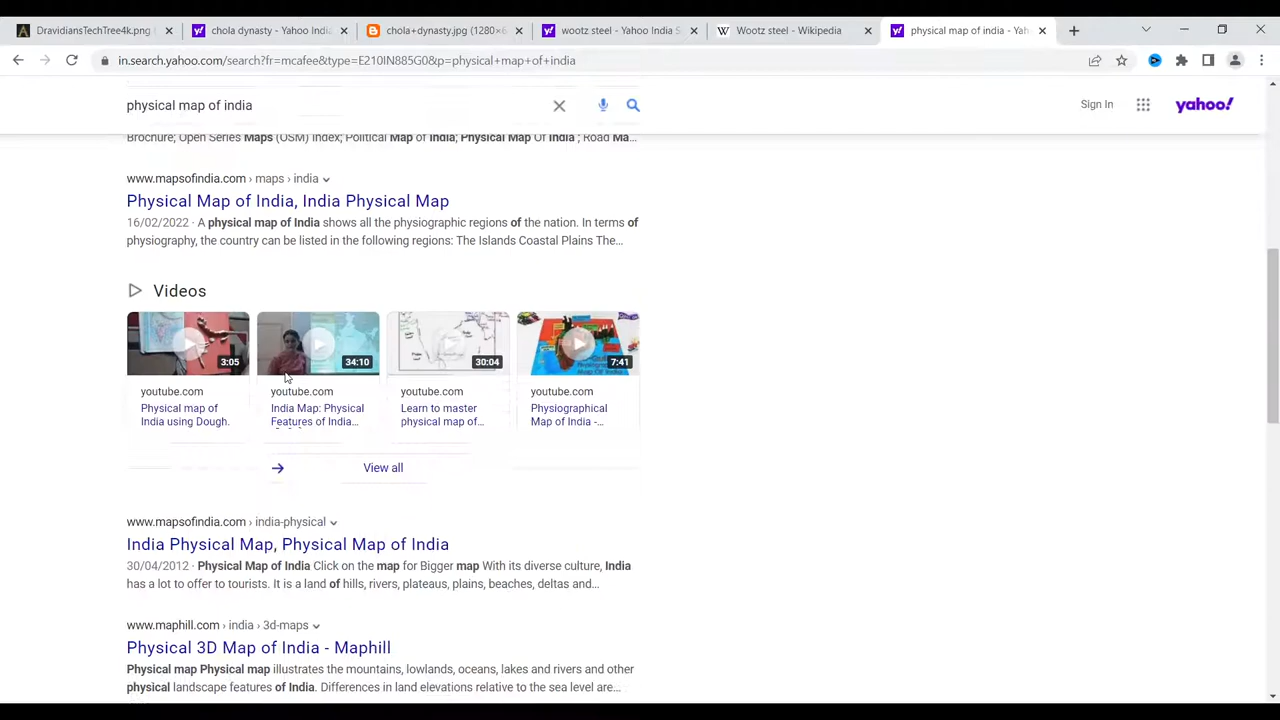 DravidiansTechTree4k.png
chola dynasty - Yahoo India
chola+dynasty.jpg (1280×6
wootz steel - Yahoo India S
Wootz steel - Wikipedia
physical map of india - Yah
in.search.yahoo.com/search?fr=mcafee&type=E210IN885G0&p=physical+map+of+india
physical map of india
Sign In
yahoo!
Brochure; Open Series Maps (OSM) Index; Political Map of India; Physical Map Of India ; Road Ma...
www.mapsofindia.com › maps › india
Physical Map of India, India Physical Map
16/02/2022 · A physical map of India shows all the physiographic regions of the nation. In terms of
physiography, the country can be listed in the following regions: The Islands Coastal Plains The...
Videos
3:05
34:10
30:04
7:41
youtube.com
Physical map of
India using Dough.
youtube.com
India Map: Physical
Features of India...
youtube.com
Learn to master
physical map of...
youtube.com
Physiographical
Map of India -...
View all
www.mapsofindia.com › india-physical
India Physical Map, Physical Map of India
30/04/2012 · Physical Map of India Click on the map for Bigger map With its diverse culture, India
has a lot to offer to tourists. It is a land of hills, rivers, plateaus, plains, beaches, deltas and...
www.maphill.com › india › 3d-maps
Physical 3D Map of India - Maphill
Physical map Physical map illustrates the mountains, lowlands, oceans, lakes and rivers and other
physical landscape features of India. Differences in land elevations relative to the sea level are...